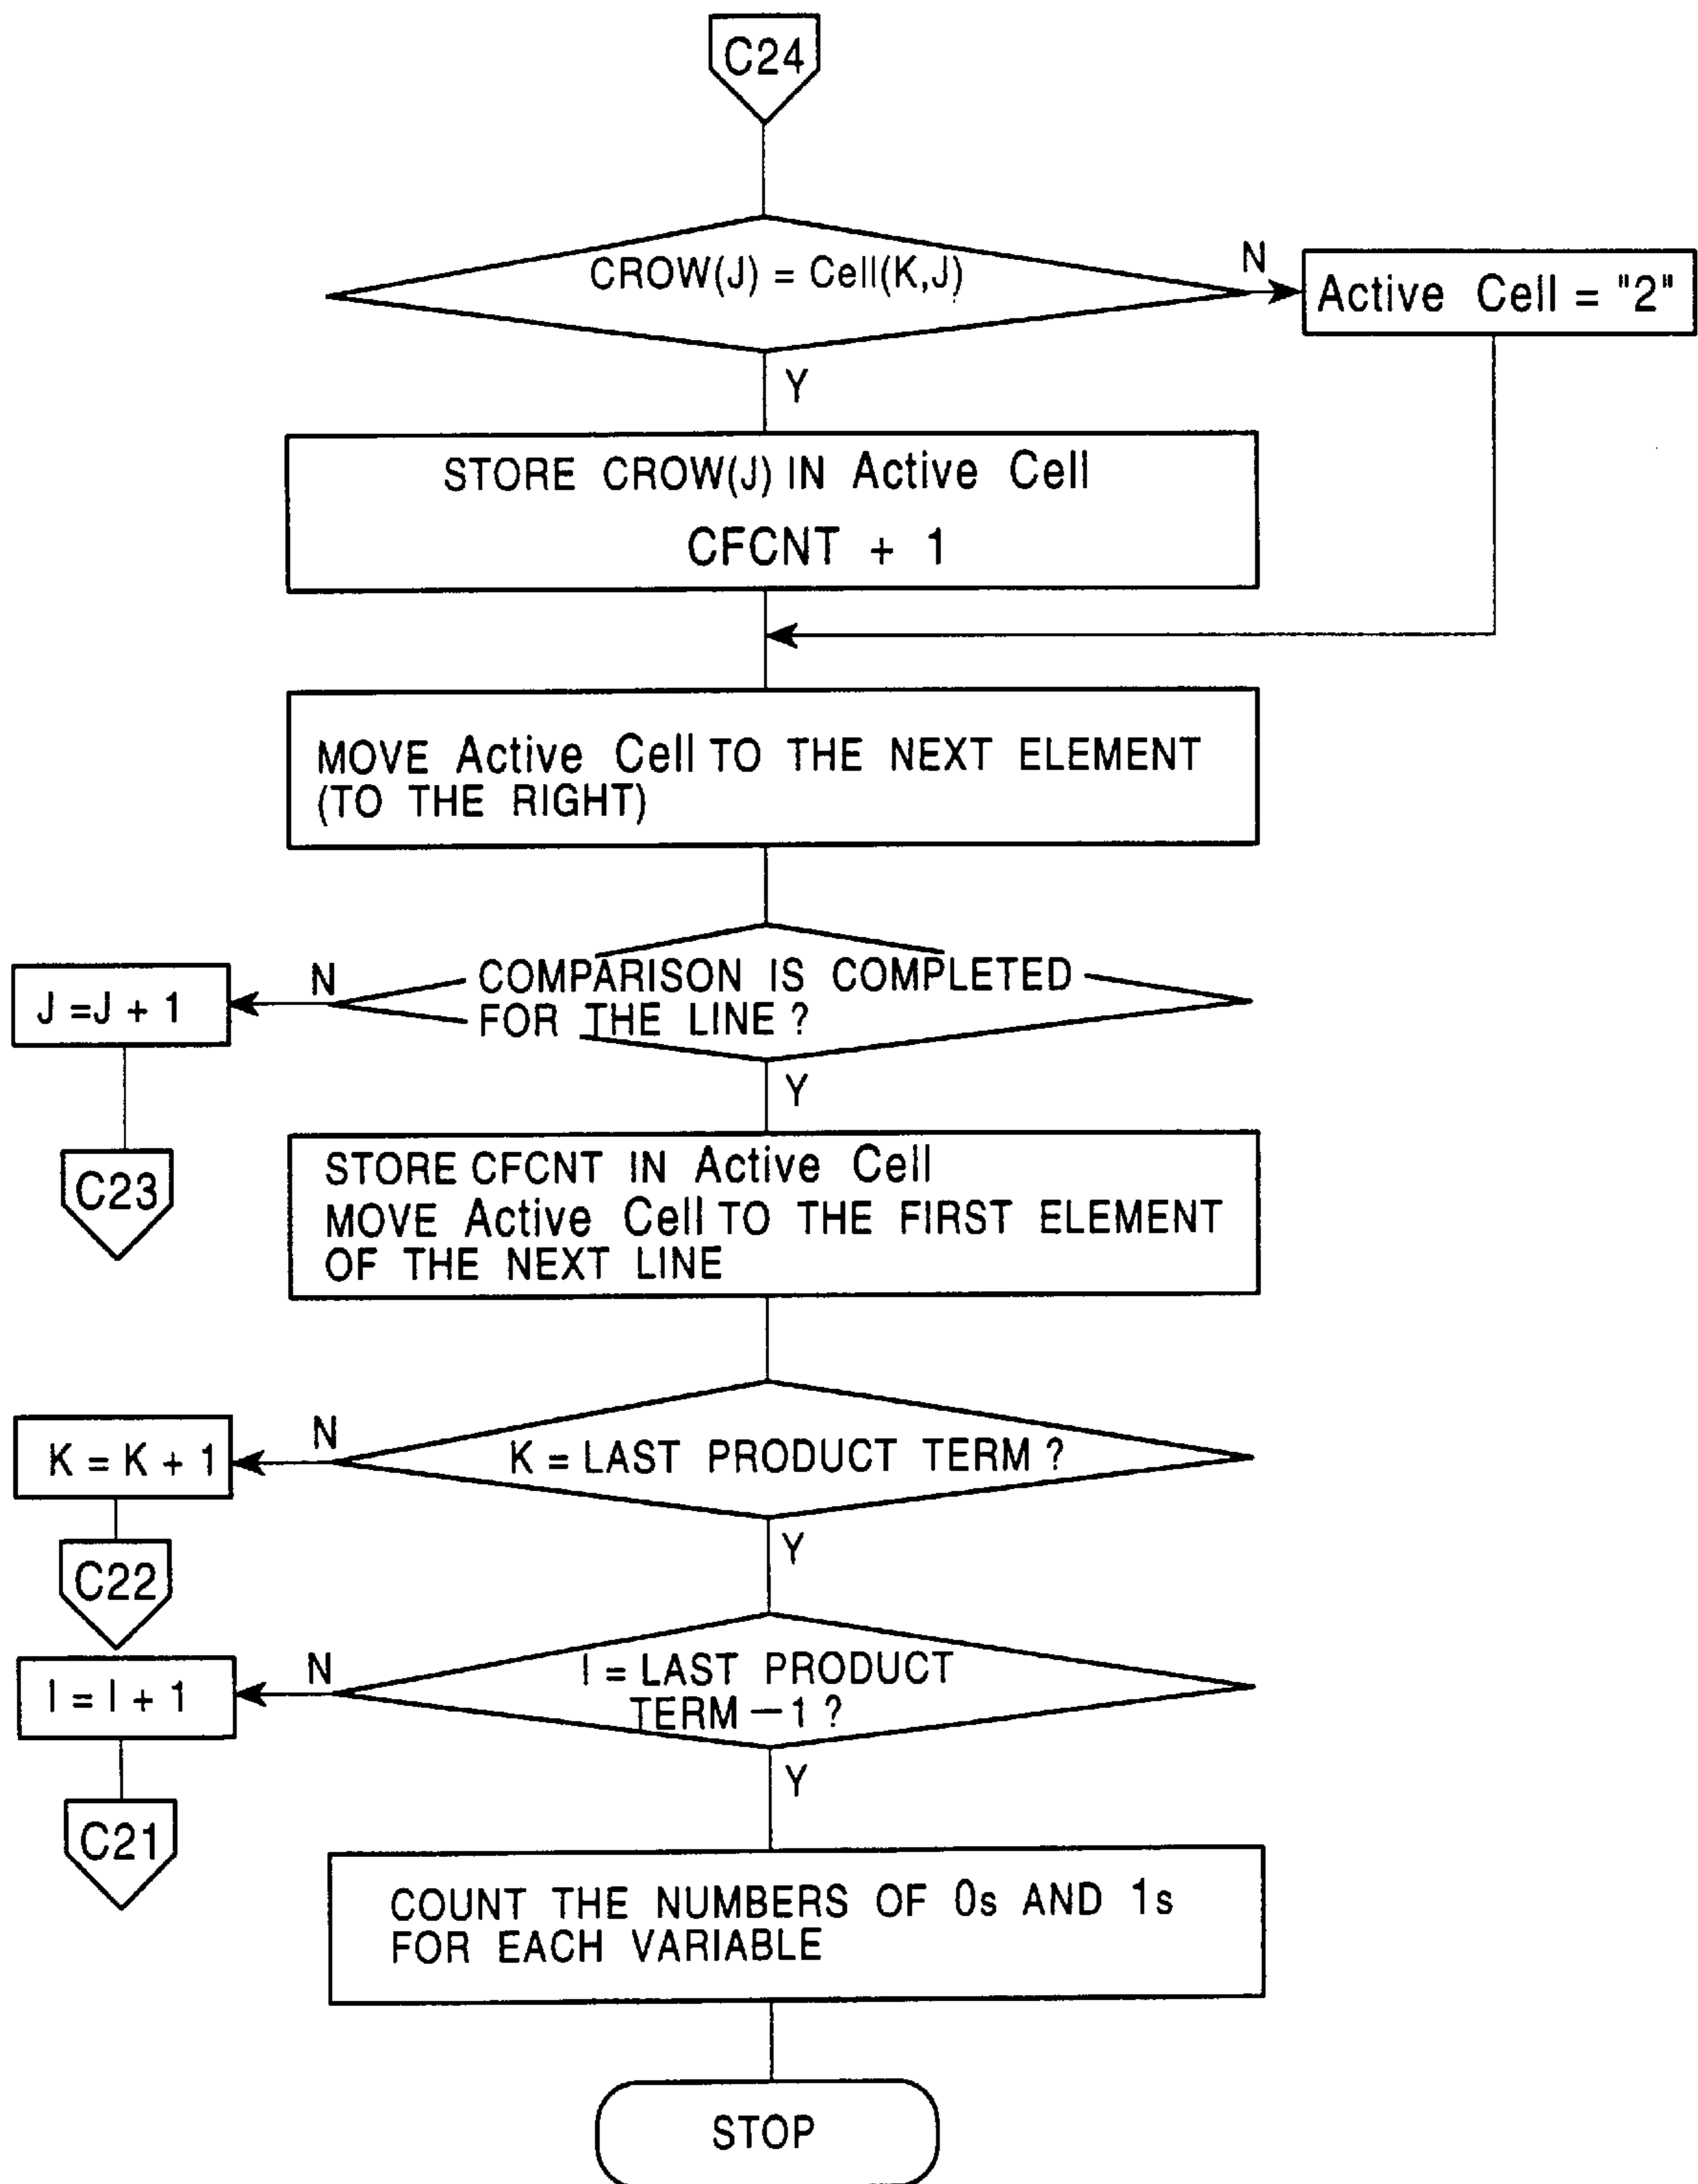 C24
CROW(J) = Cell(K,J)
N
Active Cell = "2"
Y
STORE CROW(J) IN Active Cell
CFCNT + 1
MOVE Active Cell TO THE NEXT ELEMENT
(TO THE RIGHT)
COMPARISON IS COMPLETED
FOR THE LINE ?
N
J =J + 1
C23
Y
STORE CFCNT IN Active Cell
MOVE Active Cell TO THE FIRST ELEMENT
OF THE NEXT LINE
K = LAST PRODUCT TERM ?
N
K = K + 1
C22
Y
I = LAST PRODUCT
TERM – 1 ?
N
I = I + 1
C21
Y
COUNT THE NUMBERS OF 0s AND 1s
FOR EACH VARIABLE
STOP